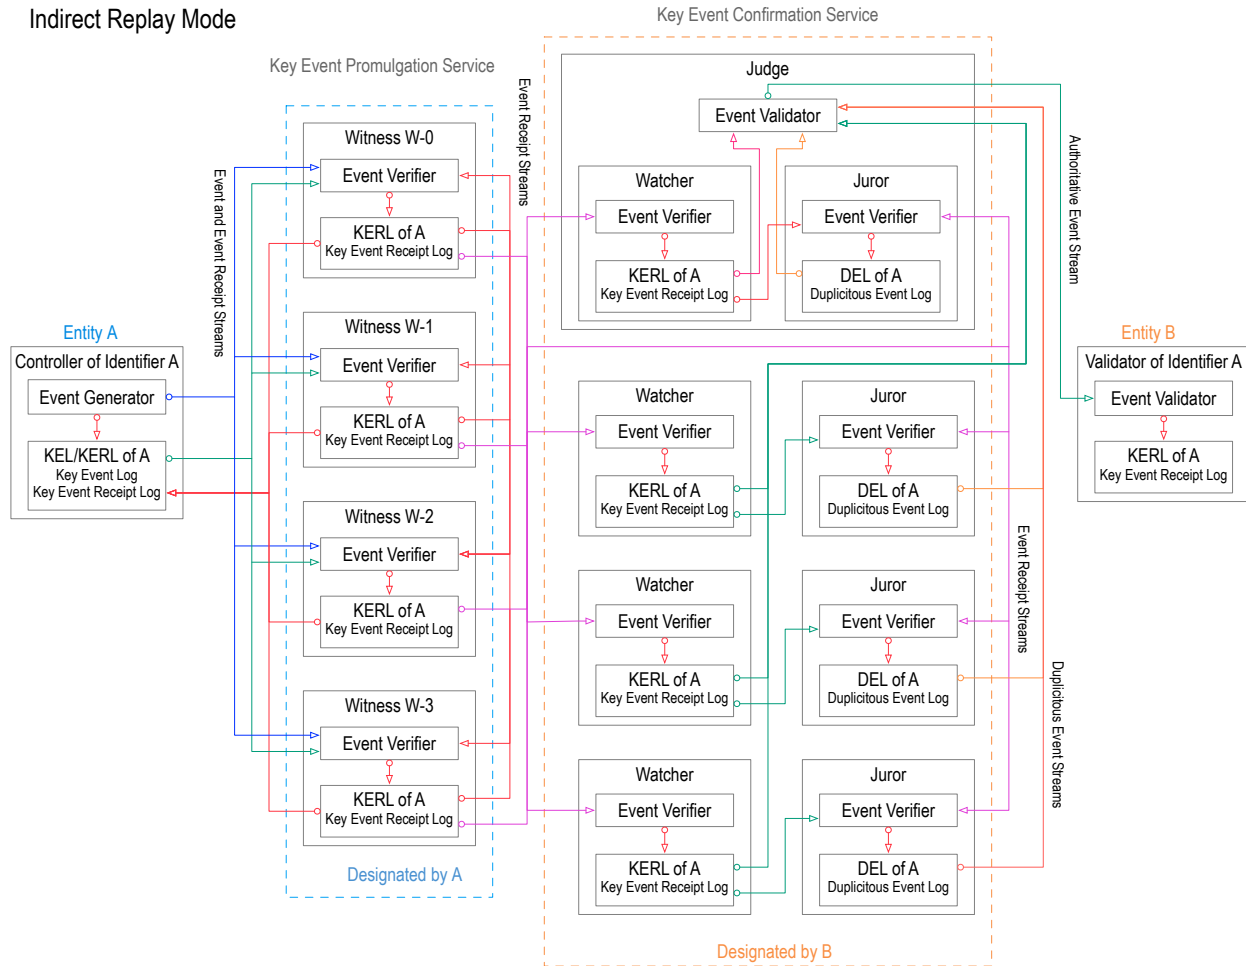 Indirect Replay Mode
Key Event Promulgation Service
Key Event Confirmation Service
Event and Event Receipt Streams
Event Receipt Streams
Entity A
Controller of Identifier A
Event Generator
KEL/KERL of A
Key Event Log
Key Event Receipt Log
Witness W-0
Event Verifier
KERL of A
Key Event Receipt Log
Witness W-1
Event Verifier
KERL of A
Key Event Receipt Log
Witness W-2
Event Verifier
KERL of A
Key Event Receipt Log
Witness W-3
Event Verifier
KERL of A
Key Event Receipt Log
Designated by A
Judge
Event Validator
Watcher
Event Verifier
KERL of A
Key Event Receipt Log
Juror
Event Verifier
DEL of A
Duplicitous Event Log
Watcher
Event Verifier
KERL of A
Key Event Receipt Log
Juror
Event Verifier
DEL of A
Duplicitous Event Log
Watcher
Event Verifier
KERL of A
Key Event Receipt Log
Juror
Event Verifier
DEL of A
Duplicitous Event Log
Watcher
Event Verifier
KERL of A
Key Event Receipt Log
Juror
Event Verifier
DEL of A
Duplicitous Event Log
Designated by B
Event Receipt Streams
Duplicitous Event Streams
Authoritative Event Stream
Entity B
Validator of Identifier A
Event Validator
KERL of A
Key Event Receipt Log